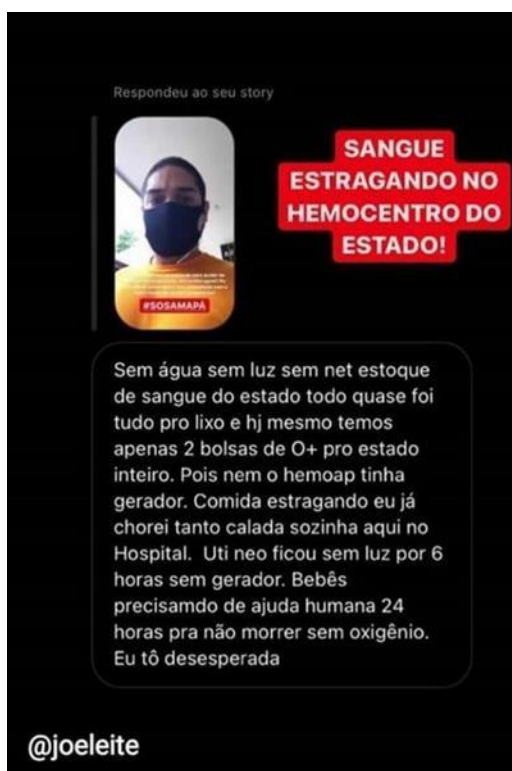 Respondeu ao seu story
#SOSAMAPÁ
SANGUE
ESTRAGANDO NO
HEMOCENTRO DO
ESTADO!
Sem água sem luz sem net estoque
de sangue do estado todo quase foi
tudo pro lixo e hj mesmo temos
apenas 2 bolsas de O+ pro estado
inteiro. Pois nem o hemoap tinha
gerador. Comida estragando eu já
chorei tanto calada sozinha aqui no
Hospital. Uti neo ficou sem luz por 6
horas sem gerador. Bebês
precisamdo de ajuda humana 24
horas pra não morrer sem oxigênio.
Eu tô desesperada
@joeleite